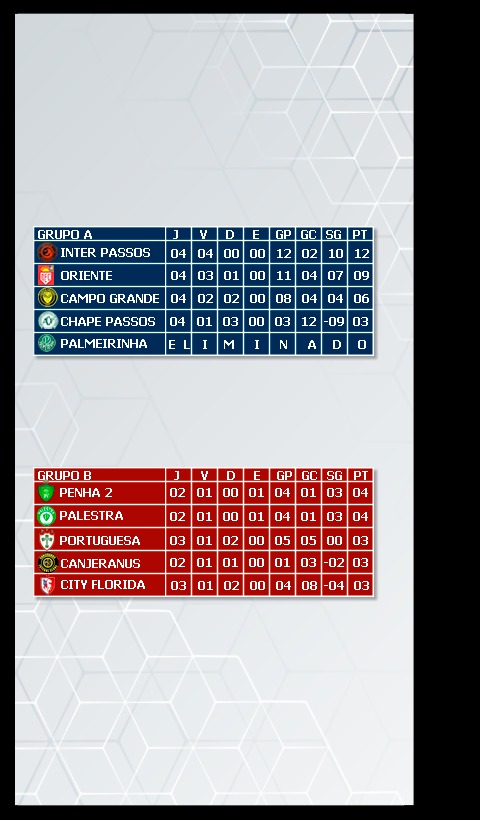 GRUPO A J V D E GP GC SG PT
INTER PASSOS 04 04 00 00 12 02 10 12
ORIENTE 04 03 01 00 11 04 07 09
CAMPO GRANDE 04 02 02 00 08 04 04 06
CHAPE PASSOS 04 01 03 00 03 12 -09 03
PALMEIRINHA E L I M I N A D O
GRUPO B J V D E GP GC SG PT
PENHA 2 02 01 00 01 04 01 03 04
PALESTRA 02 01 00 01 04 01 03 04
PORTUGUESA 03 01 02 00 05 05 00 03
CANJERANUS 02 01 01 00 01 03 -02 03
CITY FLORIDA 03 01 02 00 04 08 -04 03